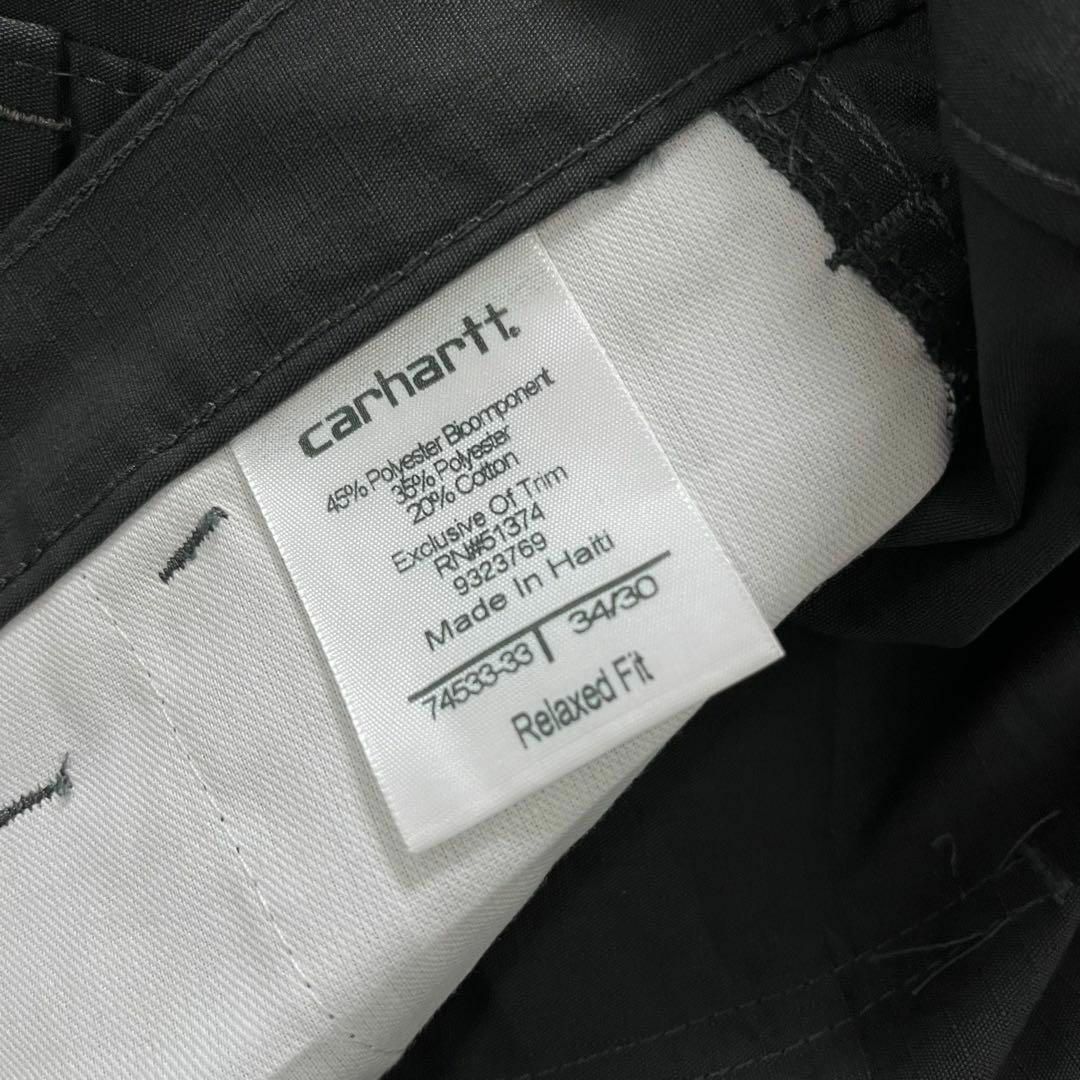 carhartt.
45% Polyester Bicomponent
35% Polyester
20% Cotton
Exclusive Of Trim
RN#51374
9323769
Made In Haiti
74533-33 | 34/30
Relaxed Fit